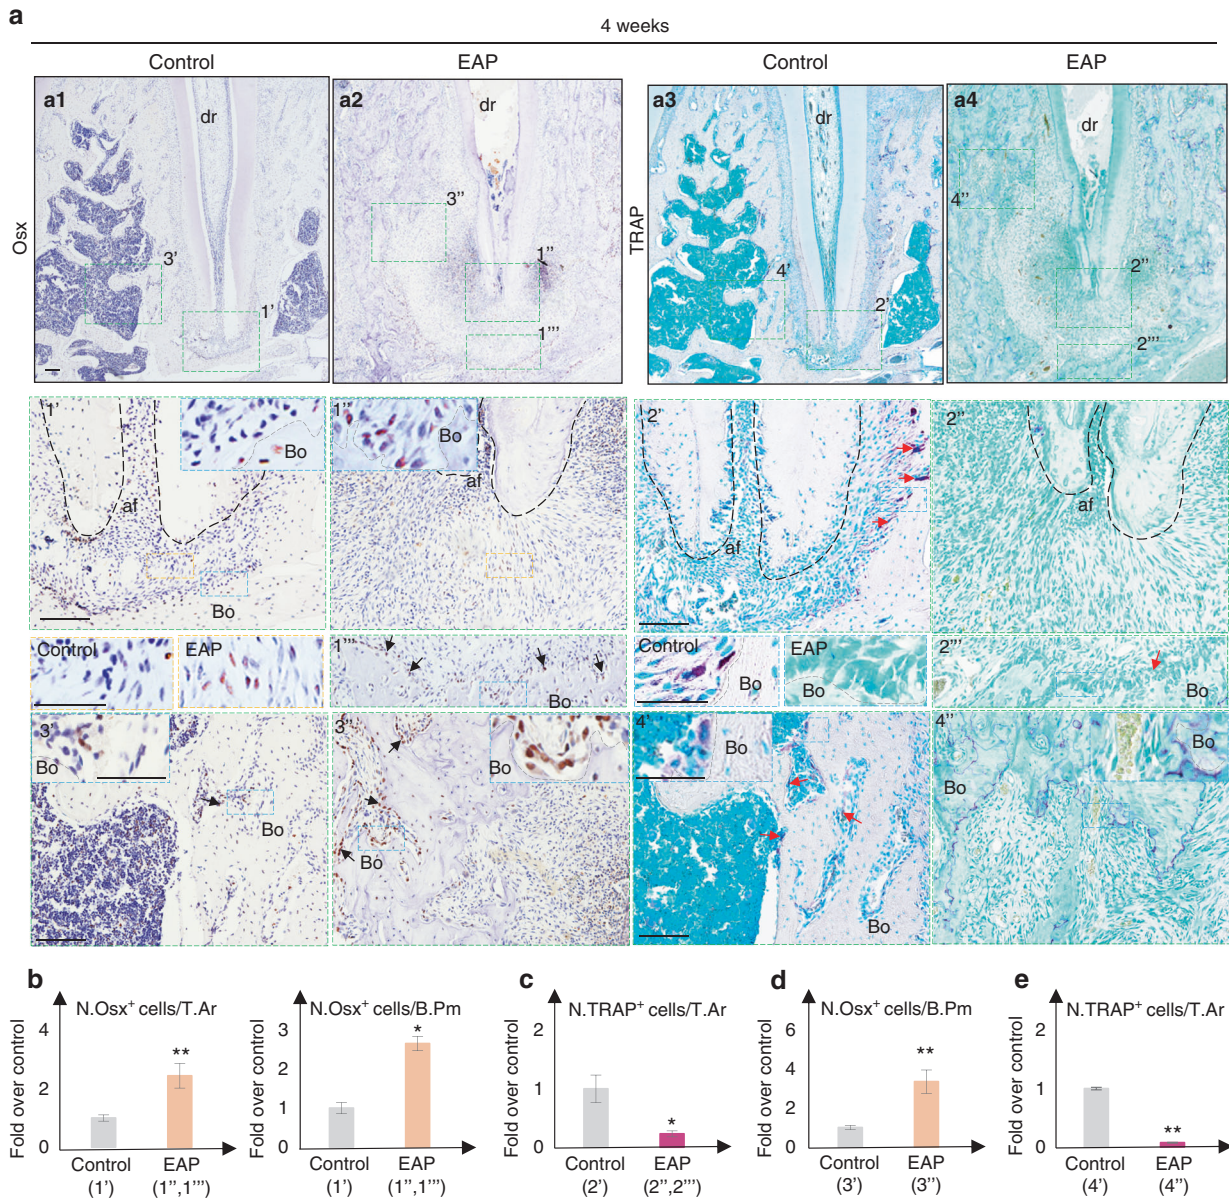 a
4 weeks
Control EAP Control EAP
Osx
a1 dr 3' 1'
a2 dr 3'' 1'' 1'''
TRAP
a3 dr 4' 2'
a4 dr 4'' 2'' 2'''
1' Bo af Bo
1'' Bo af
2' af
2'' af
Control
EAP
1''' Bo
Control Bo
EAP Bo
2''' Bo
3' Bo Bo
3'' Bo Bo
4' Bo Bo
4'' Bo Bo
b
N.Osx+ cells/T.Ar
Fold over control
4
2
0
**
Control EAP
(1') (1'',1''')
N.Osx+ cells/B.Pm
Fold over control
3
2
1
0
*
Control EAP
(1') (1'',1''')
c
N.TRAP+ cells/T.Ar
Fold over control
2
1
0
*
Control EAP
(2') (2'',2''')
d
N.Osx+ cells/B.Pm
Fold over control
6
4
2
0
**
Control EAP
(3') (3'')
e
N.TRAP+ cells/T.Ar
Fold over control
2
1
0
**
Control EAP
(4') (4'')